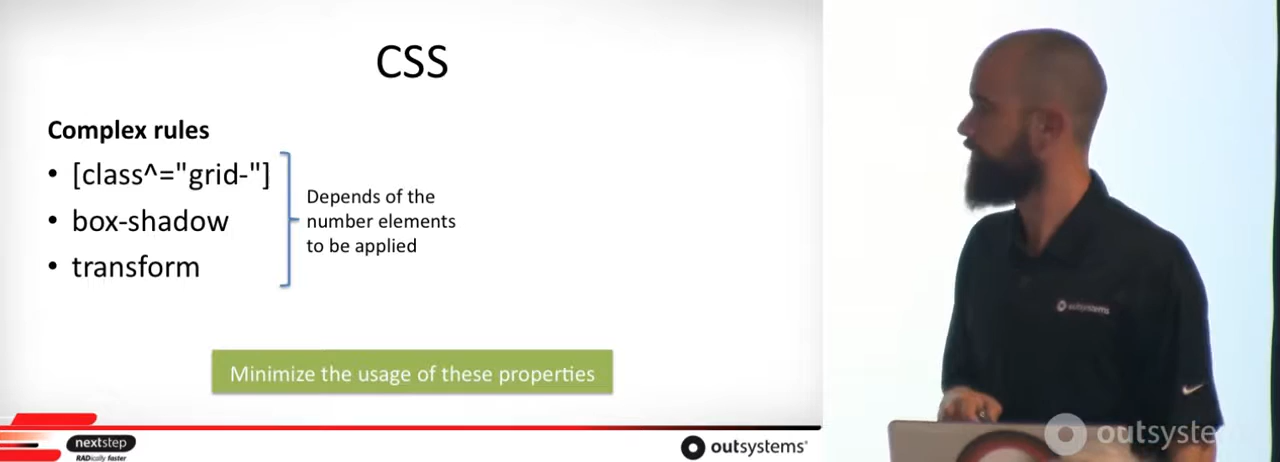 CSS
Complex rules
• [class^="grid-"]
• box-shadow
• transform
Depends of the
number elements
to be applied
Minimize the usage of these properties
nextstep
RADically faster
outsystems
outsystems
outsyste